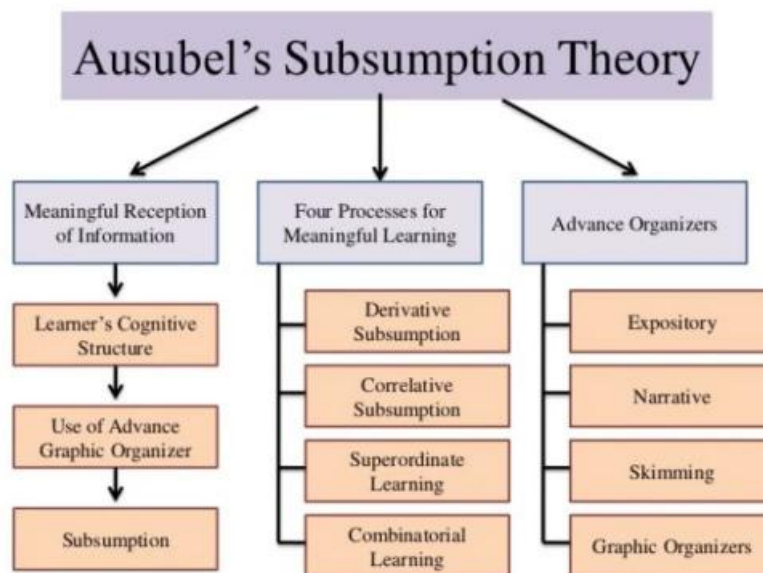 Ausubel's Subsumption Theory
Meaningful Reception
of Information
Learner's Cognitive
Structure
Use of Advance
Graphic Organizer
Subsumption
Four Processes for
Meaningful Learning
Derivative
Subsumption
Correlative
Subsumption
Superordinate
Learning
Combinatorial
Learning
Advance Organizers
Expository
Narrative
Skimming
Graphic Organizers